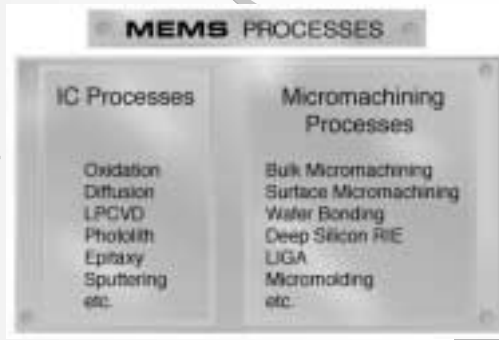 MEMS PROCESSES
IC Processes
Oxidation
Diffusion
LPCVD
Photolith
Epitaxy
Sputtering
etc.
Micromachining
Processes
Bulk Micromachining
Surface Micromachining
Wafer Bonding
Deep Silicon RIE
LIGA
Micromolding
etc.